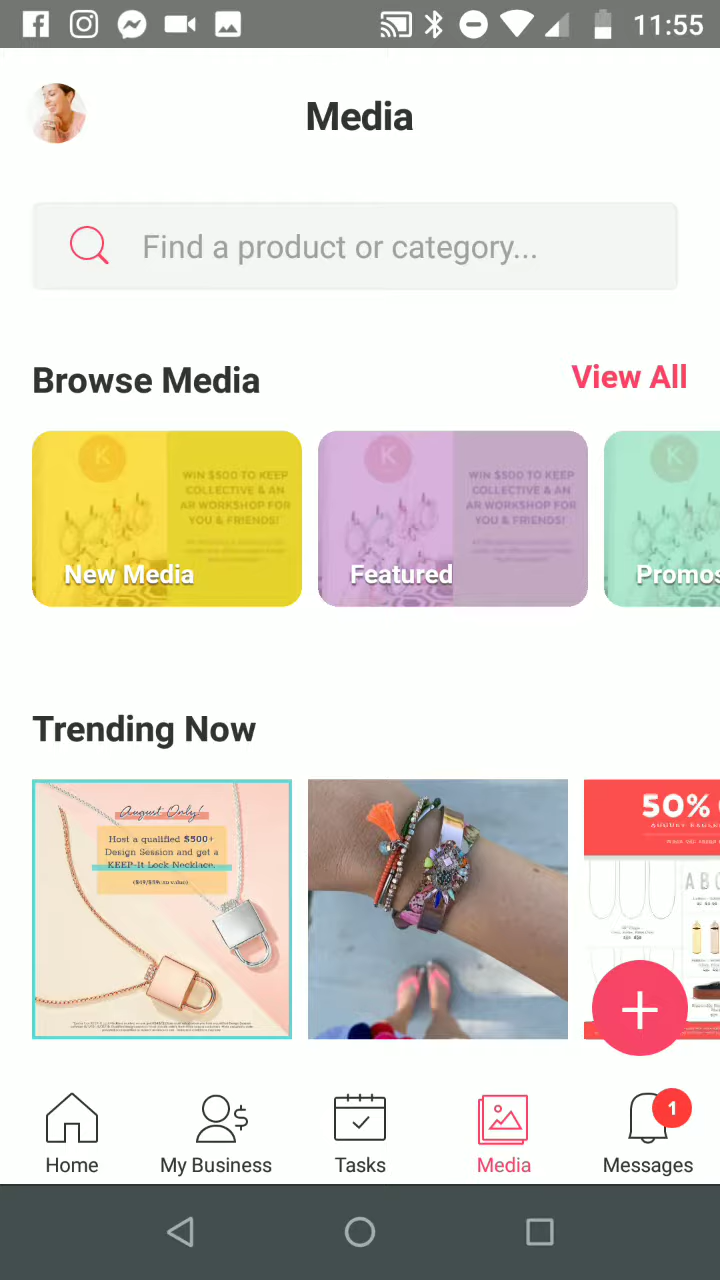 11:55
Media
Find a product or category...
Browse Media
View All
K
WIN $500 TO KEEP
COLLECTIVE & AN
AR WORKSHOP FOR
YOU & FRIENDS!
New Media
K
WIN $500 TO KEEP
COLLECTIVE & AN
AR WORKSHOP FOR
YOU & FRIENDS!
Featured
K
Promos
Trending Now
August Only!
Host a qualified $500+
Design Session and get a
KEEP-It Lock Necklace.
50%
ABC
+
1
Home
My Business
Tasks
Media
Messages